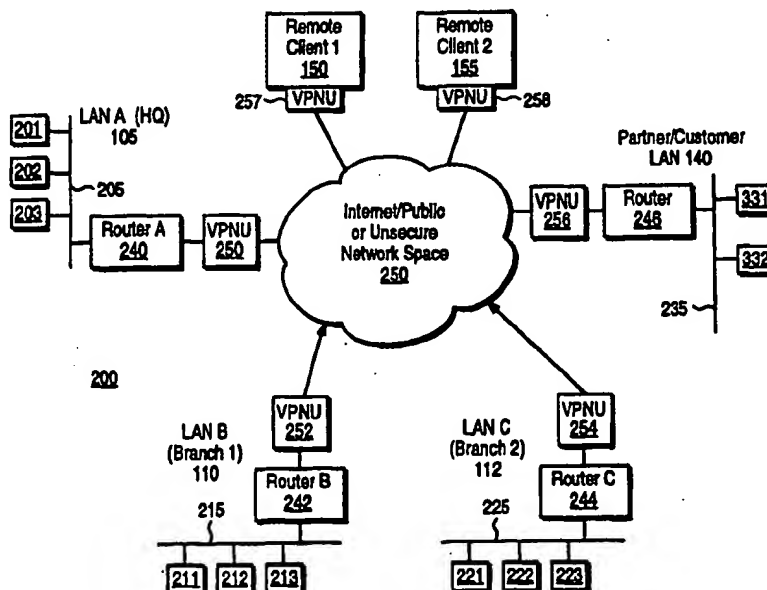 Remote
Client 1
150
VPNU
257
Remote
Client 2
155
VPNU
258
LAN A (HQ)
105
201
202
203
205
Router A
240
VPNU
250
Internet/Public
or Unsecure
Network Space
250
Partner/Customer
LAN 140
VPNU
256
Router
246
331
332
235
200
VPNU
252
LAN B
(Branch 1)
110
Router B
242
215
211
212
213
VPNU
254
LAN C
(Branch 2)
112
Router C
244
225
221
222
223